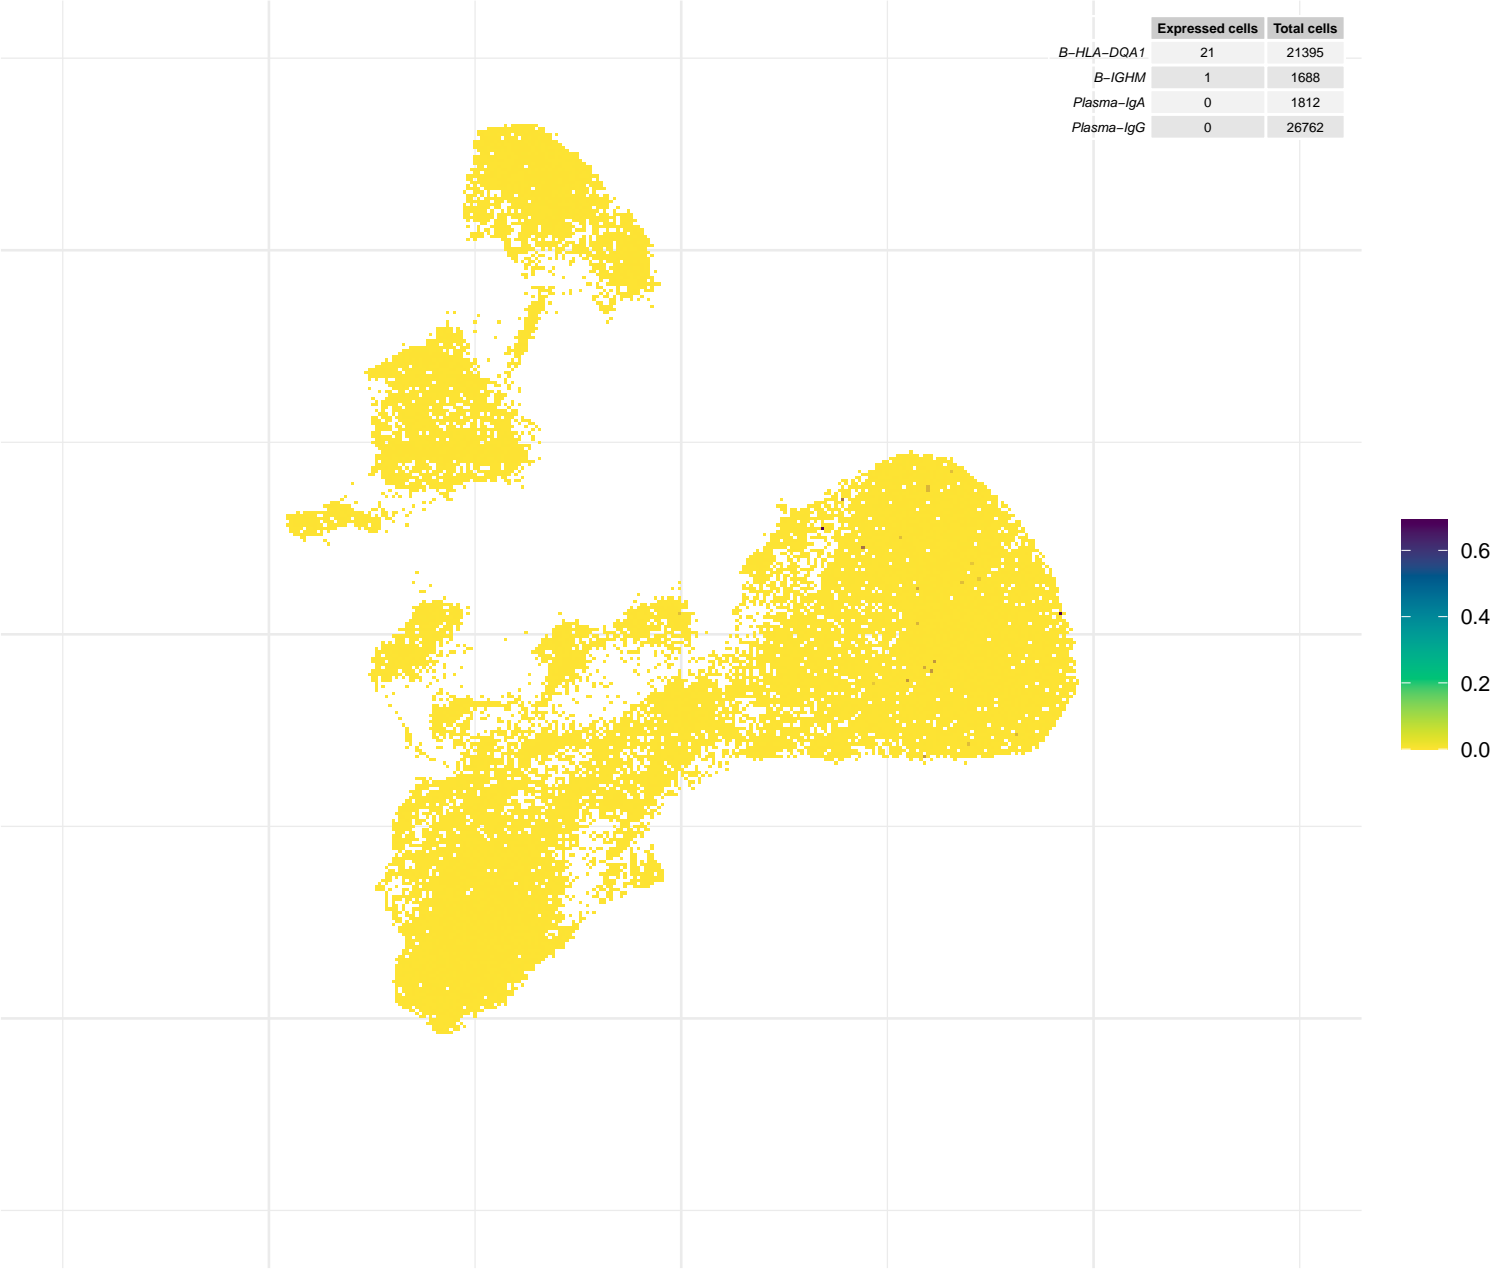 Expressed cells Total cells
B−HLA−DQA1 21 21395
B−IGHM 1 1688
Plasma−IgA 0 1812
Plasma−IgG 0 26762
0.6
0.4
0.2
0.0